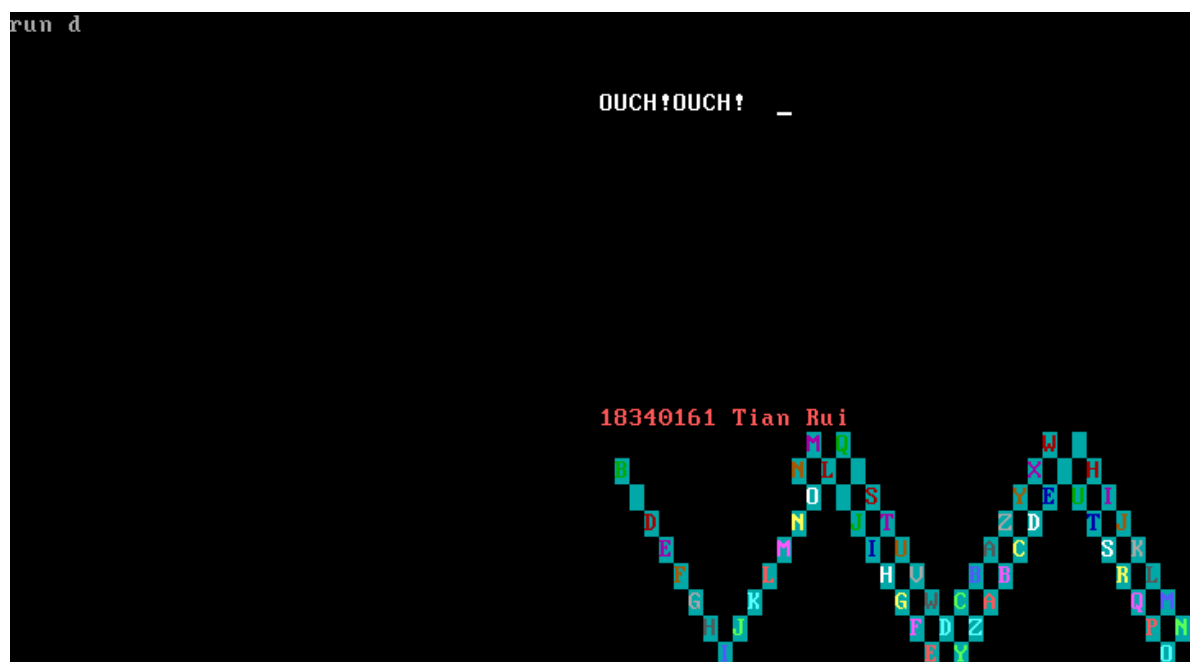 run d
OUCH!OUCH! _
18340161 Tian Rui
M Q W
B N L X H
O S Y E U I
D N J T Z D T J
E M I U A C S K
F L H V B B R L
G K G W C A Q M
H J F D Z P N
I E Y O